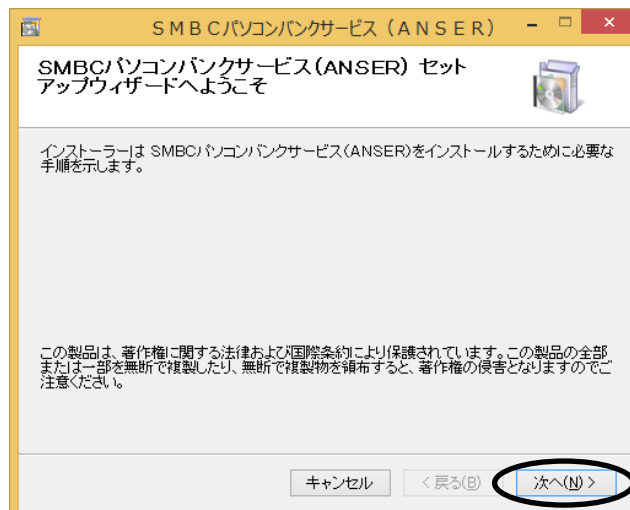 SMBCパソコンバンクサービス（ANSER）
SMBCパソコンバンクサービス(ANSER) セット
アップウィザードへようこそ
インストーラーは SMBCパソコンバンクサービス(ANSER)をインストールするために必要な
手順を示します。
この製品は、著作権に関する法律および国際条約により保護されています。この製品の全部
または一部を無断で複製したり、無断で複製物を頒布すると、著作権の侵害となりますのでご
注意ください。
キャンセル
< 戻る(B)
次へ(N) >